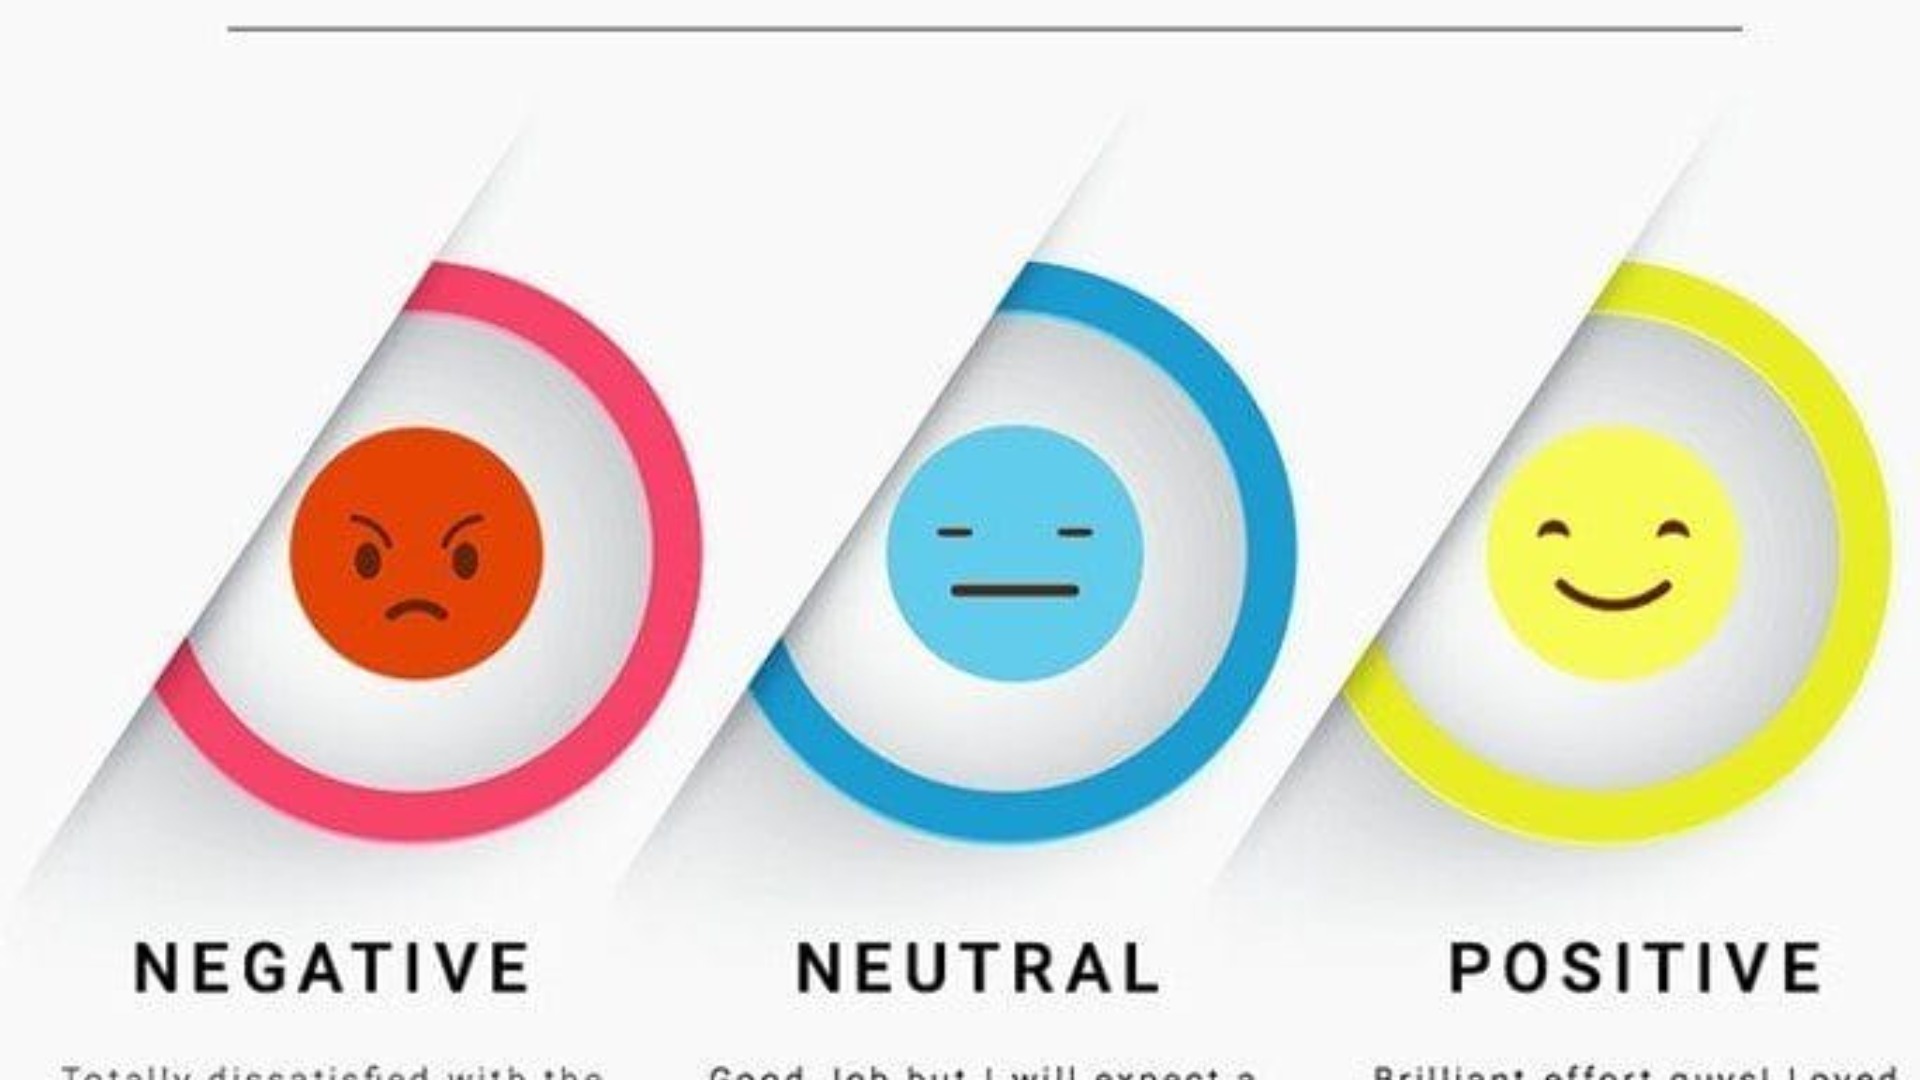 NEGATIVE
NEUTRAL
POSITIVE
Totally dissatisfied with the
Good Job but I will expect a
Brilliant effort guys! Loved